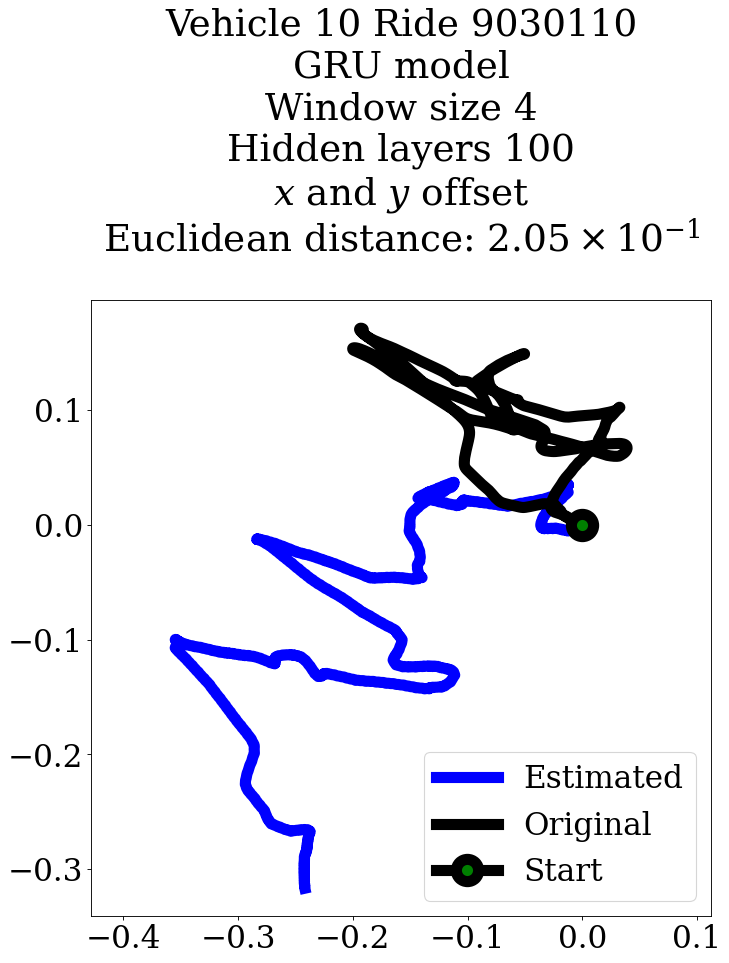 Vehicle 10 Ride 9030110
GRU model
Window size 4
Hidden layers 100
x and y offset
Euclidean distance: 2.05 × 10⁻¹
0.1
0.0
−0.1
−0.2
−0.3
Estimated
Original
Start
−0.4 −0.3 −0.2 −0.1 0.0 0.1